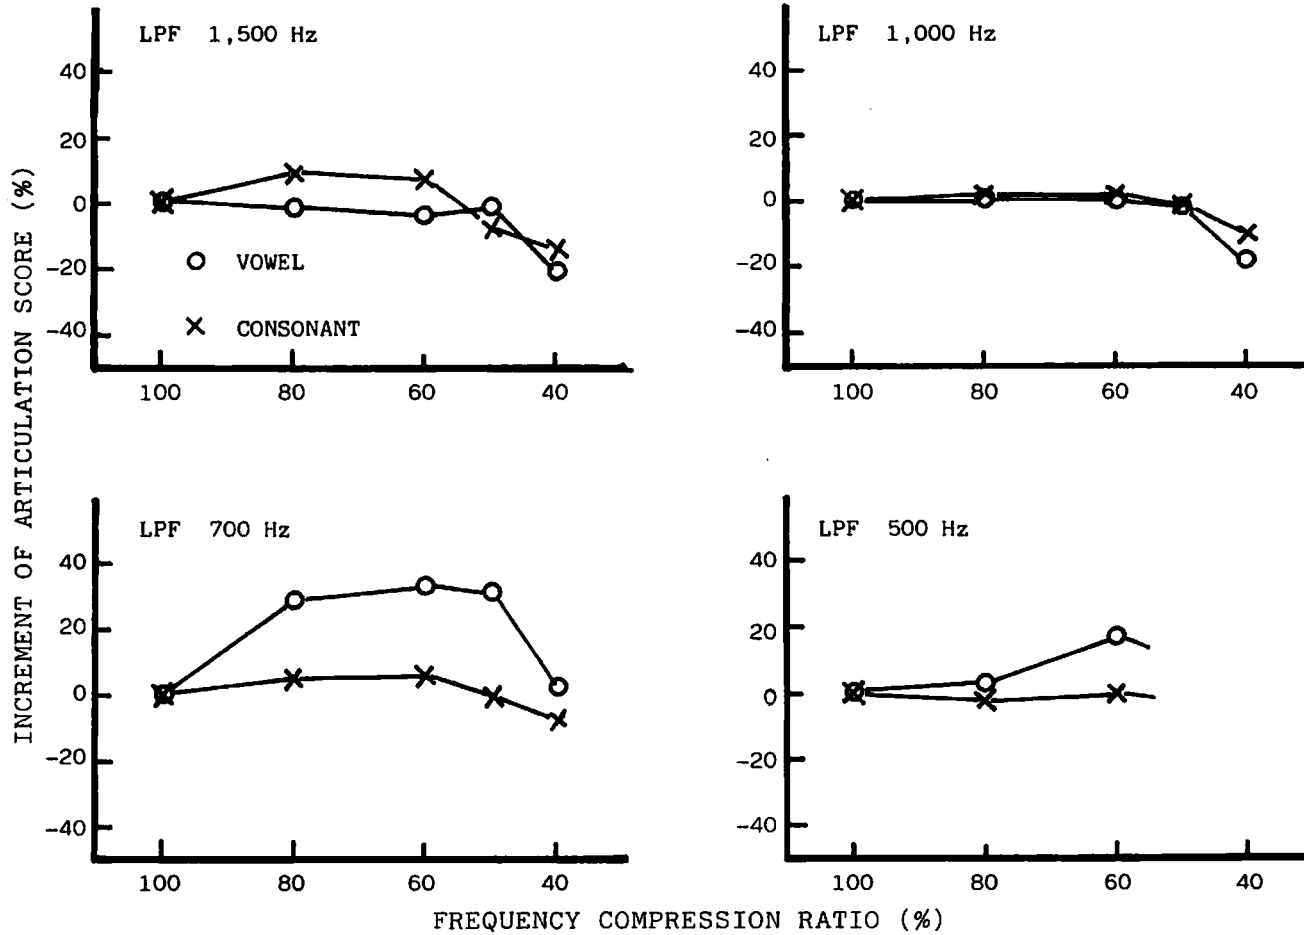 LPF 1,500 Hz
40
20
0
-20
-40
VOWEL
CONSONANT
100 80 60 40
LPF 1,000 Hz
40
20
0
-20
-40
100 80 60 40
LPF 700 Hz
40
20
0
-20
-40
100 80 60 40
LPF 500 Hz
40
20
0
-20
-40
100 80 60 40
INCREMENT OF ARTICULATION SCORE (%)
FREQUENCY COMPRESSION RATIO (%)